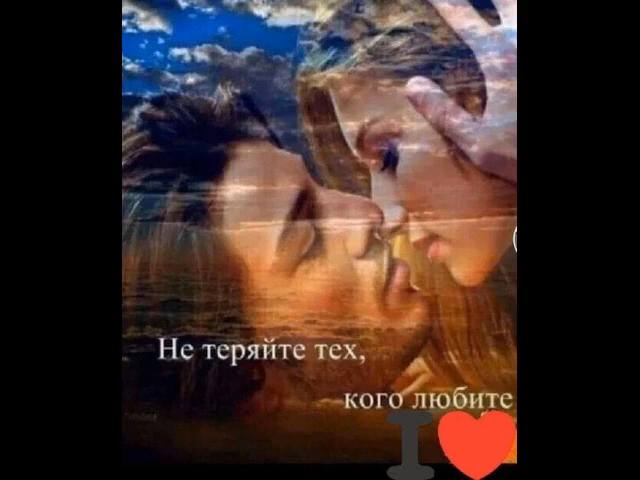 Не теряйте тех,
кого любите
I❤